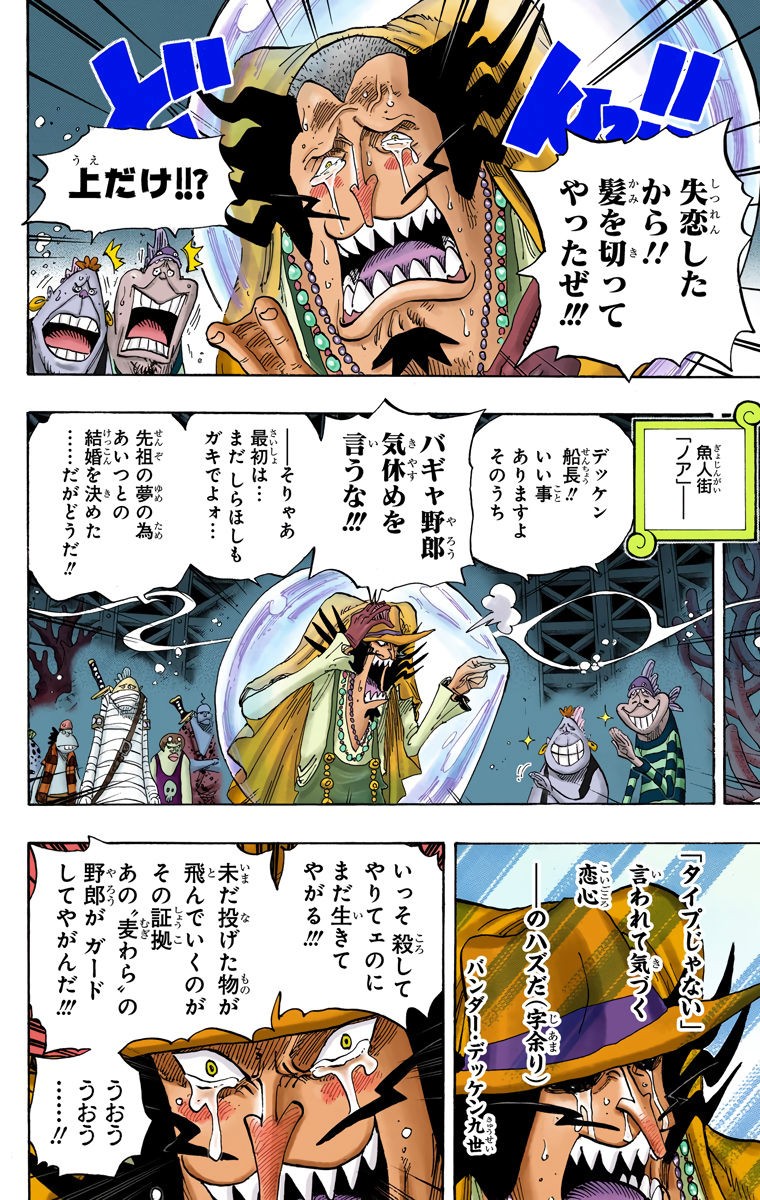 失恋した
から!!
髪を切って
やったぜ!!!
ど
んっ!!
上だけ!!!?
魚人街
「ノア」──
デッケン
船長!!
いい事
ありますよ
そのうち
バギャ野郎
気休めを
言うな!!!
──そりゃあ
最初は…
まだしらほしも
ガキでよォ…
先祖の夢の為
あいつとの
結婚を決めた
……だがどうだ!!
「タイプじゃない」
言われて気づく
恋心
──のハズだ(字余り)
バンダー・デッケン九世
いっそ殺して
やりてェのに
まだ生きて
やがる!!!
未だ投げた物が
飛んでいくのが
その証拠
あの〝麦わら〟の
野郎がガード
してやがんだ!!!
うおう
うおう
……!!